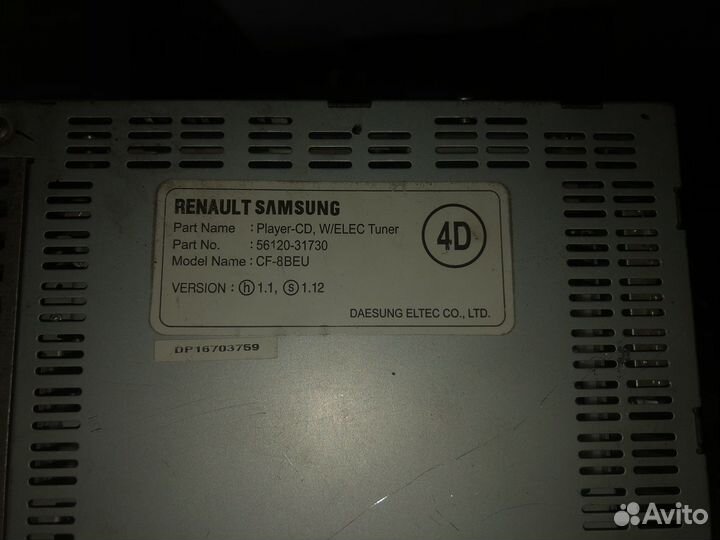 RENAULT SAMSUNG
Part Name : Player-CD, W/ELEC Tuner
Part No. : 56120-31730
Model Name : CF-8BEU
4D
VERSION : ⓗ 1.1, ⓢ 1.12
DAESUNG ELTEC CO., LTD.
DP16703759
Avito